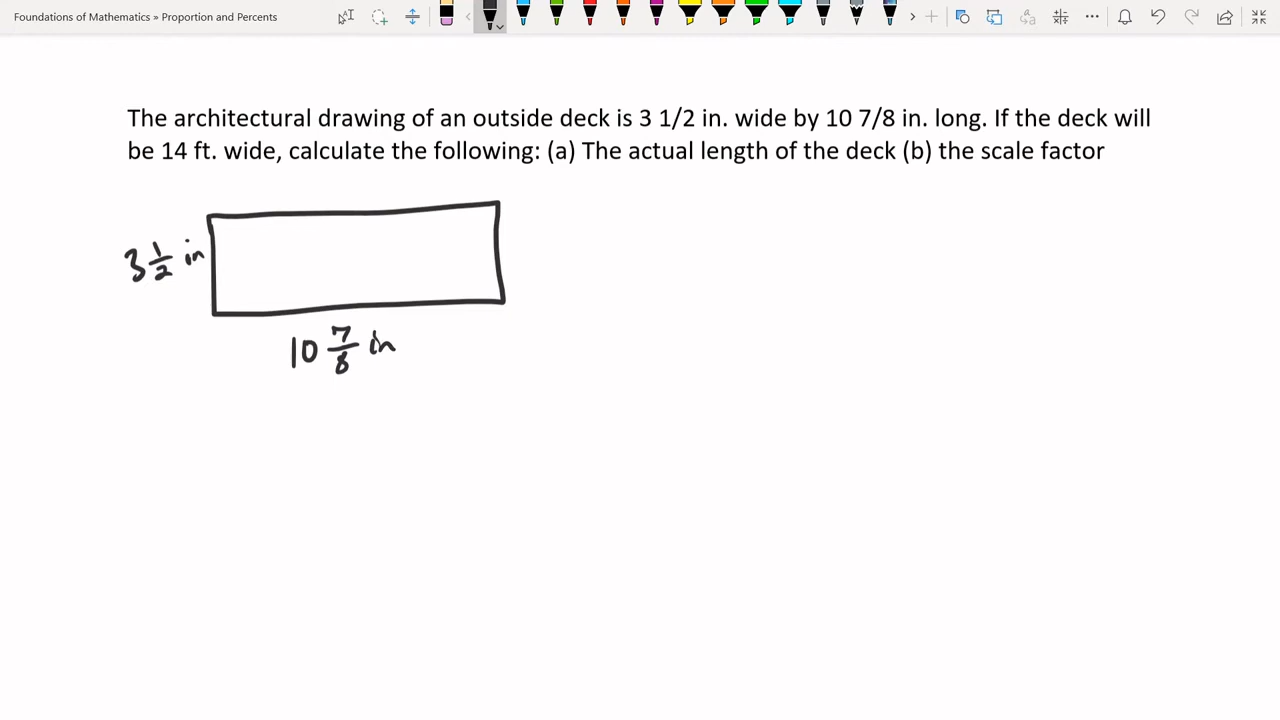 Foundations of Mathematics » Proportion and Percents
The architectural drawing of an outside deck is 3 1/2 in. wide by 10 7/8 in. long. If the deck will
be 14 ft. wide, calculate the following: (a) The actual length of the deck (b) the scale factor
3 1/2 in
10 7/8 in